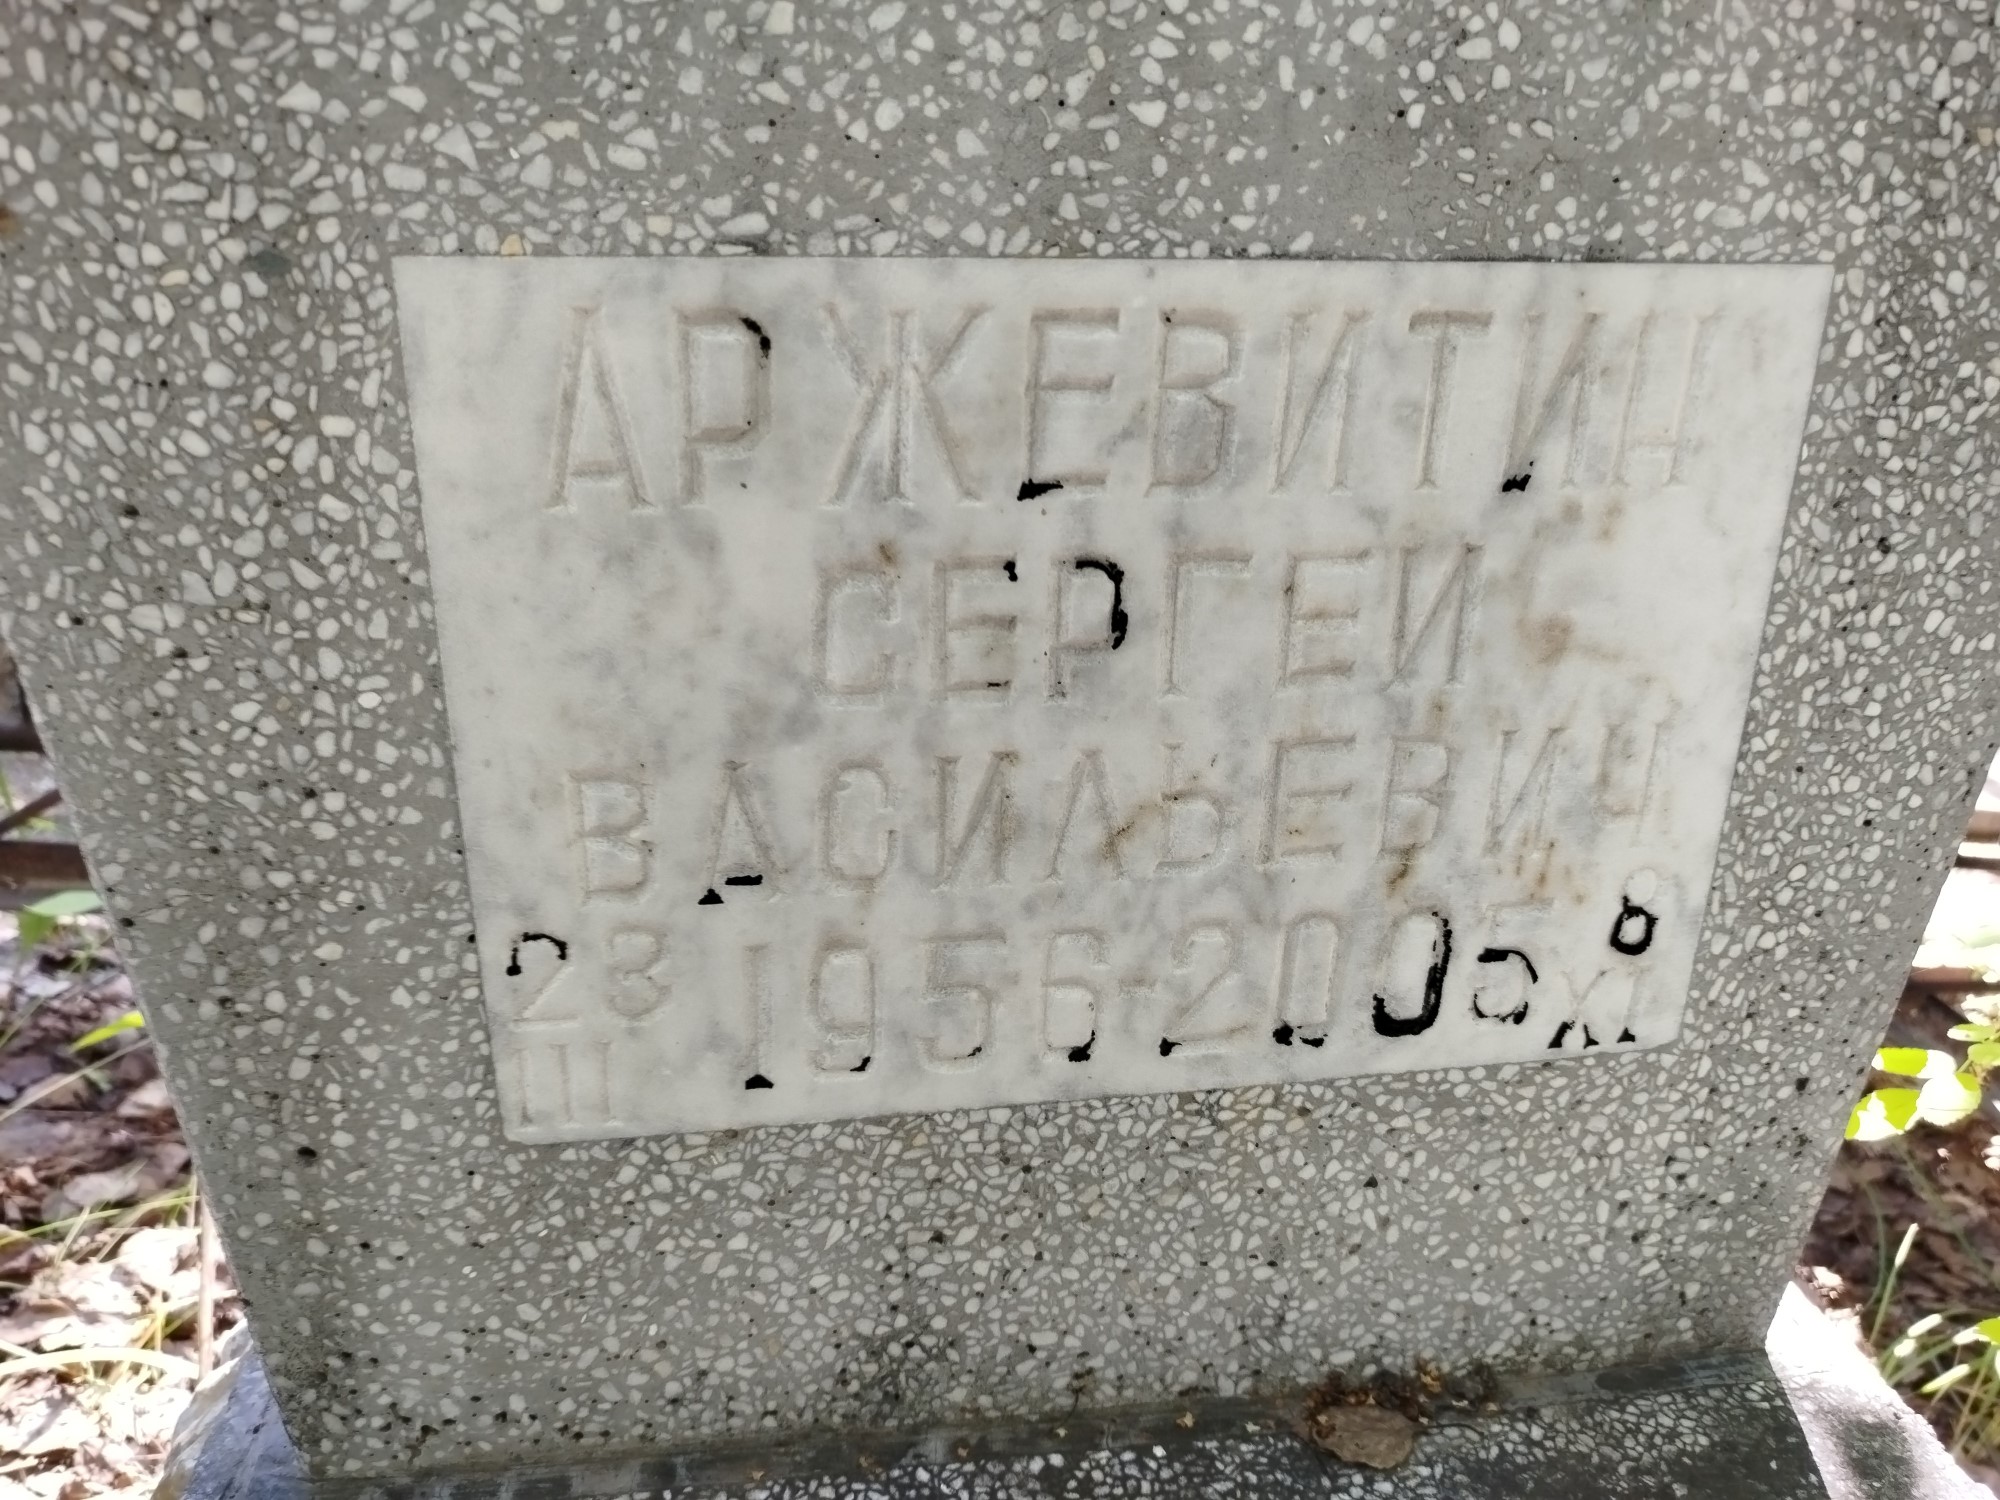 АРЖЕВИТИН
СЕРГЕЙ
ВАСИЛЬЕВИЧ
23 1956-2005 8
III XI